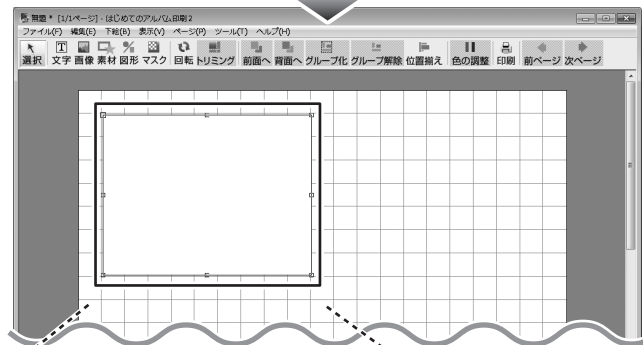 無題 * [1/1ページ] - はじめてのアルバム印刷2
ファイル(F) 編集(E) 下絵(B) 表示(V) ページ(P) ツール(T) ヘルプ(H)
選択 文字 画像 素材 図形 マスク 回転 トリミング 前面へ 背面へ グループ化 グループ解除 位置揃え 色の調整 印刷 前ページ 次ページ